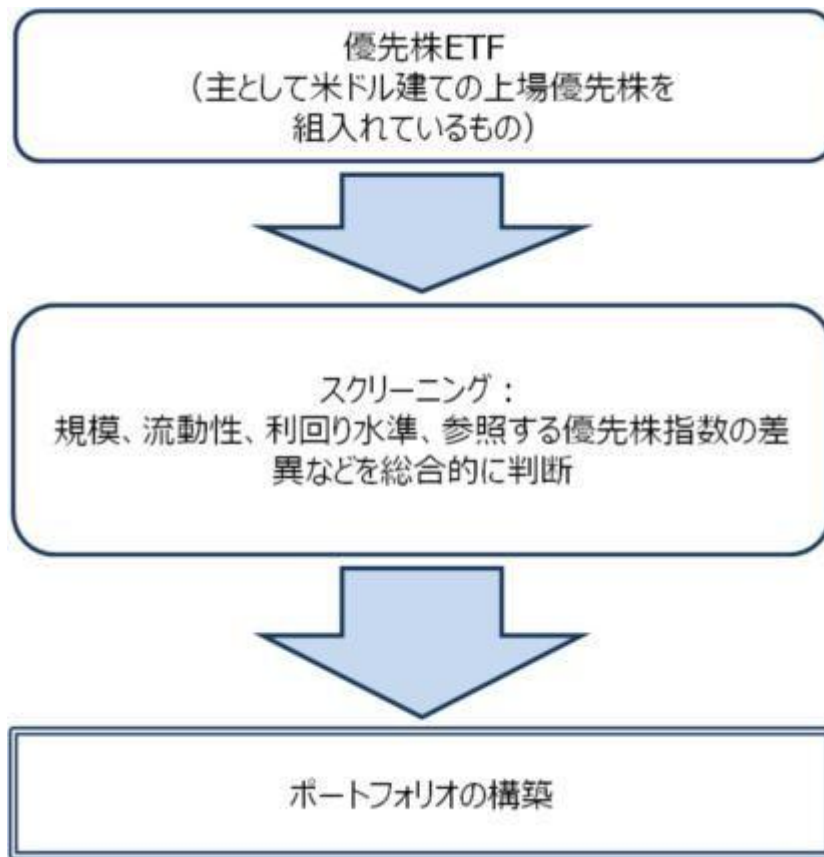 優先株ETF
（主として米ドル建ての上場優先株を
組入れているもの）
スクリーニング：
規模、流動性、利回り水準、参照する優先株指数の差
異などを総合的に判断
ポートフォリオの構築